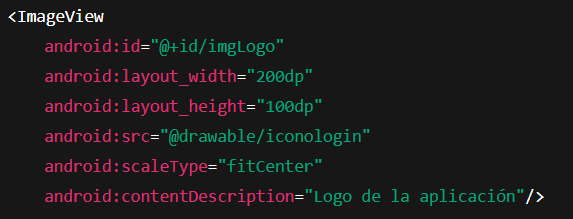 <ImageView
android:id="@+id/imgLogo"
android:layout_width="200dp"
android:layout_height="100dp"
android:src="@drawable/iconologin"
android:scaleType="fitCenter"
android:contentDescription="Logo de la aplicación"/>